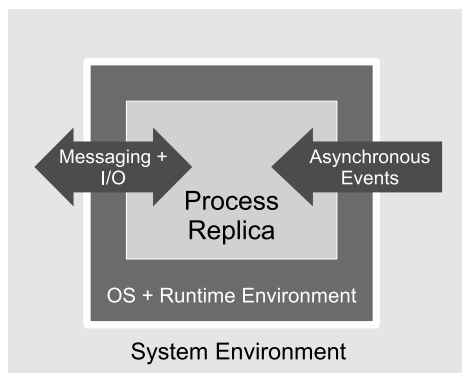 Messaging +
I/O
Asynchronous
Events
Process
Replica
OS + Runtime Environment
System Environment